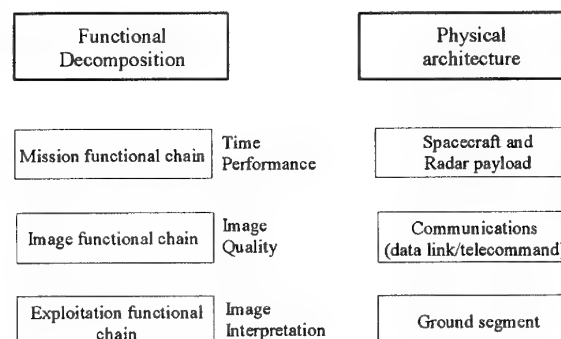 Functional
Decomposition
Physical
architecture
Mission functional chain
Time
Performance
Spacecraft and
Radar payload
Image functional chain
Image
Quality
Communications
(data link/telecommand)
Exploitation functional
chain
Image
Interpretation
Ground segment